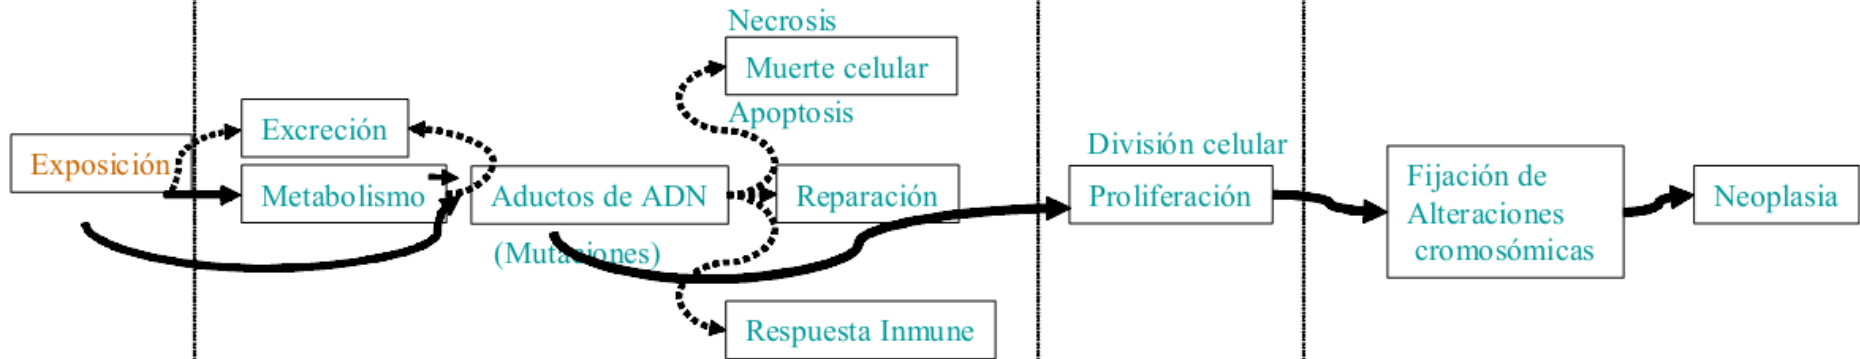 Exposición
Excreción
Metabolismo
Aductos de ADN
(Mutaciones)
Necrosis
Muerte celular
Apoptosis
Reparación
Respuesta Inmune
División celular
Proliferación
Fijación de
Alteraciones
cromosómicas
Neoplasia